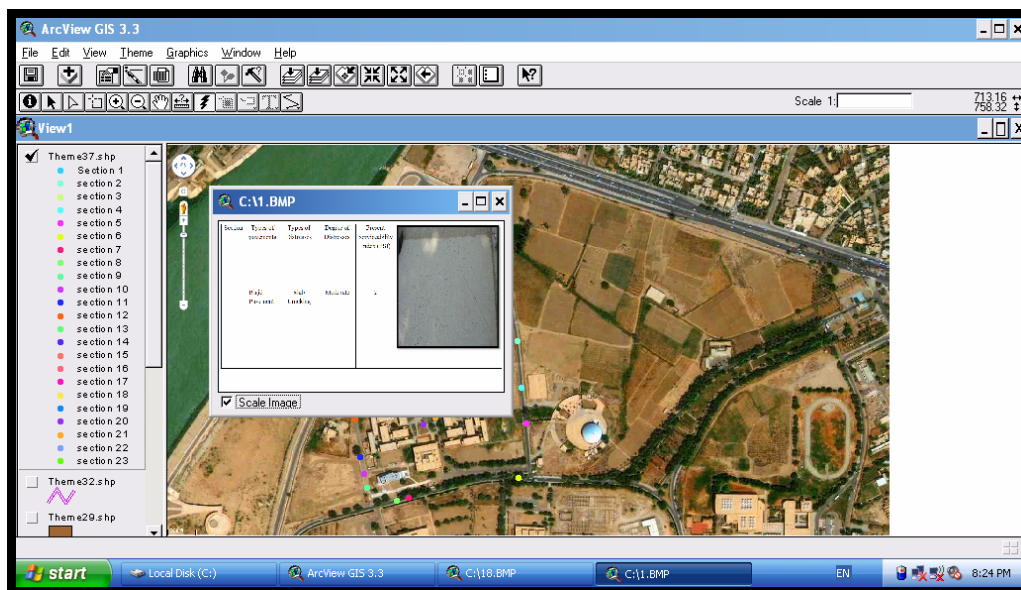 ArcView GIS 3.3
File Edit View Theme Graphics Window Help
Scale 1:
713.16
758.32
View1
Theme37.shp
Section 1
section 2
section 3
section 4
section 5
section 6
section 7
section 8
section 9
section 10
section 11
section 12
section 13
section 14
section 15
section 16
section 17
section 18
section 19
section 20
section 21
section 22
section 23
Theme32.shp
Theme29.shp
C:\1.BMP
Section Types of Types of Degree of Present
Distresses
Moderate
Cracking
Scale Image
start Local Disk (C:) ArcView GIS 3.3 C:\18.BMP C:\1.BMP EN 8:24 PM